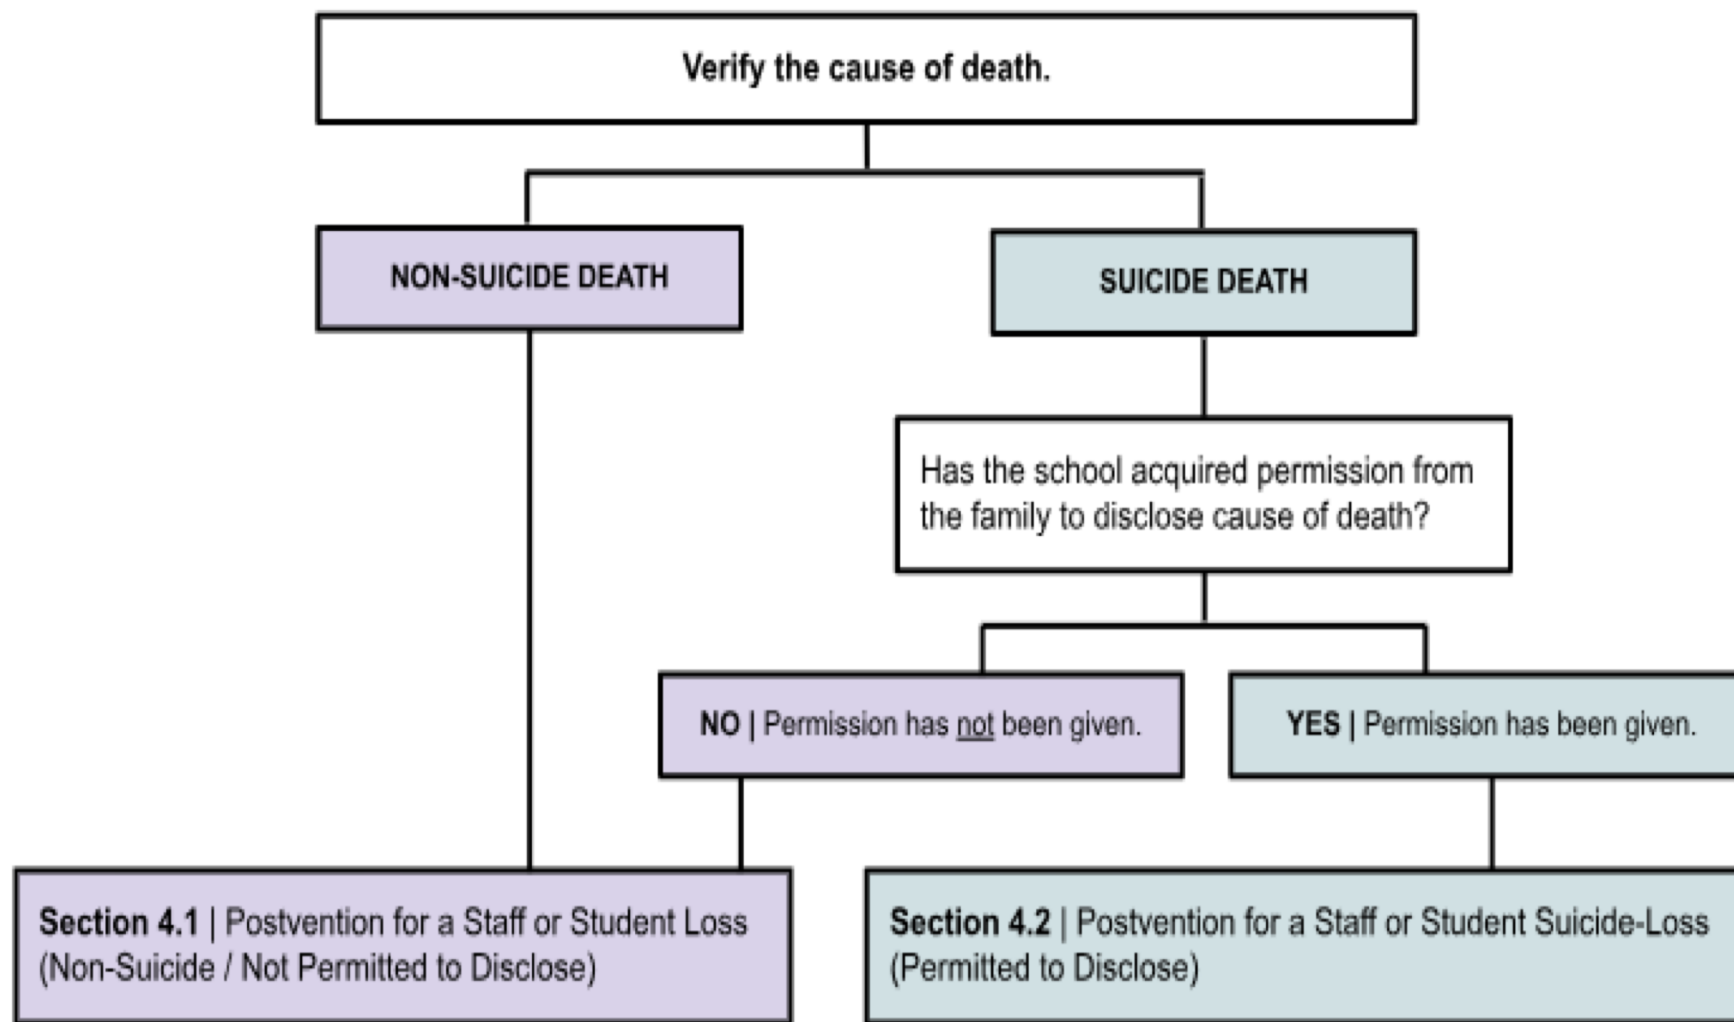 Verify the cause of death.
NON-SUICIDE DEATH
SUICIDE DEATH
Has the school acquired permission from
the family to disclose cause of death?
NO | Permission has not been given.
YES | Permission has been given.
Section 4.1 | Postvention for a Staff or Student Loss
(Non-Suicide / Not Permitted to Disclose)
Section 4.2 | Postvention for a Staff or Student Suicide-Loss
(Permitted to Disclose)